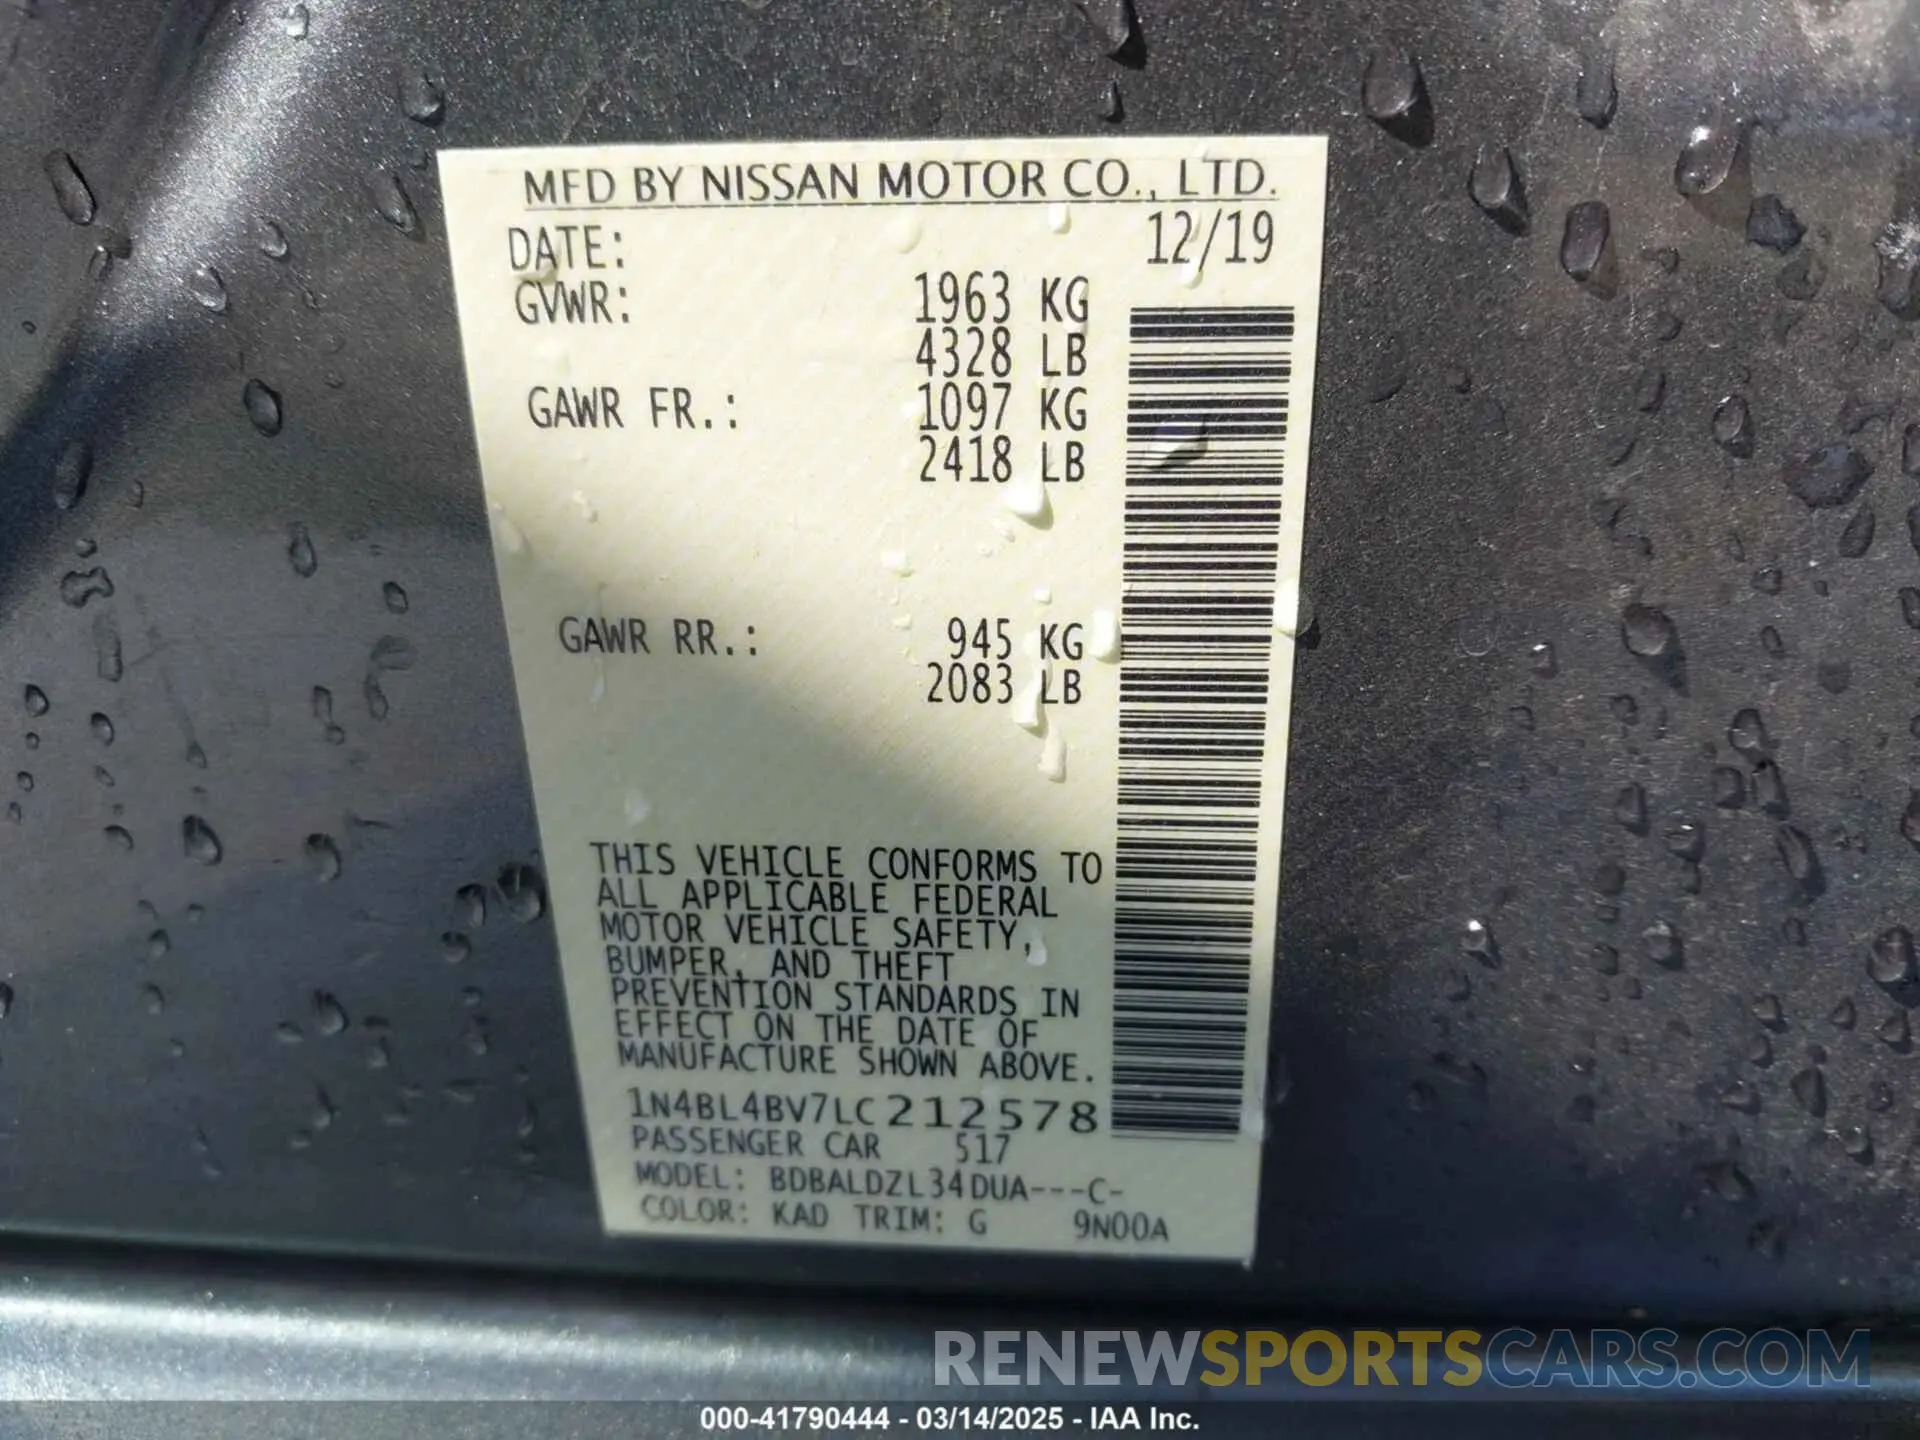 MFD BY NISSAN MOTOR CO., LTD.
DATE: 12/19
GVWR: 1963 KG
4328 LB
GAWR FR.: 1097 KG
2418 LB
GAWR RR.: 945 KG
2083 LB
THIS VEHICLE CONFORMS TO
ALL APPLICABLE FEDERAL
MOTOR VEHICLE SAFETY,
BUMPER, AND THEFT
PREVENTION STANDARDS IN
EFFECT ON THE DATE OF
MANUFACTURE SHOWN ABOVE.
1N4BL4BV7LC212578
PASSENGER CAR 517
MODEL: BDBALDZL34DUA---C-
COLOR: KAD TRIM: G 9N00A
RENEWSPORTSCARS.COM
000-41790444 - 03/14/2025 - IAA Inc.